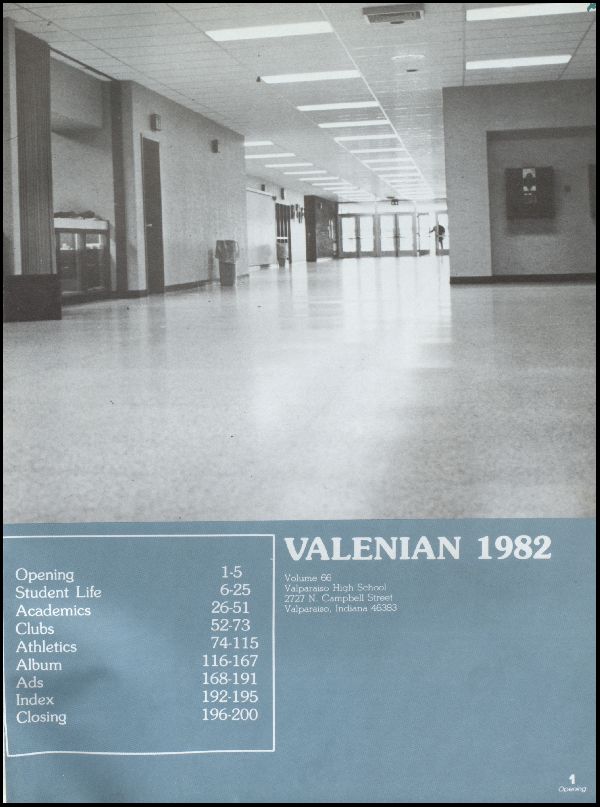 VALENIAN 1982
Volume 66
Valparaiso High School
2727 N. Campbell Street
Valparaiso, Indiana 46383
Opening 1-5
Student Life 6-25
Academics 26-51
Clubs 52-73
Athletics 74-115
Album 116-167
Ads 168-191
Index 192-195
Closing 196-200
1
Opening